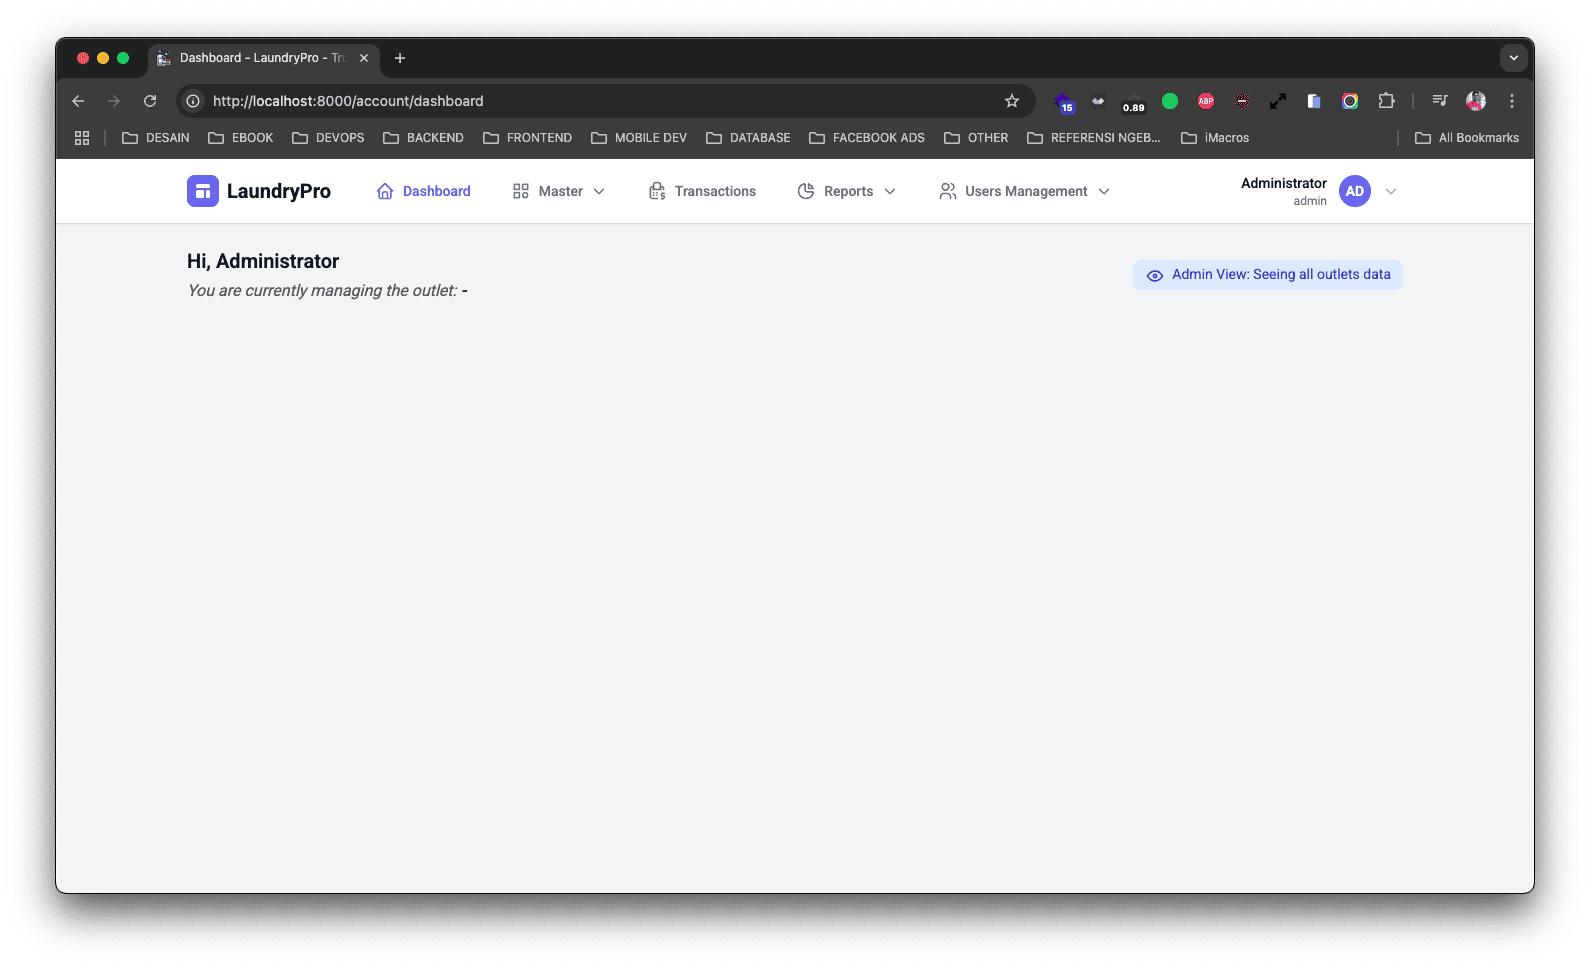 Dashboard - LaundryPro - Tru
http://localhost:8000/account/dashboard
15
0.89
ABP
DESAIN EBOOK DEVOPS BACKEND FRONTEND MOBILE DEV DATABASE FACEBOOK ADS OTHER REFERENSI NGEB... iMacros All Bookmarks
LaundryPro Dashboard Master Transactions Reports Users Management Administrator AD
admin
Hi, Administrator
You are currently managing the outlet: -
Admin View: Seeing all outlets data